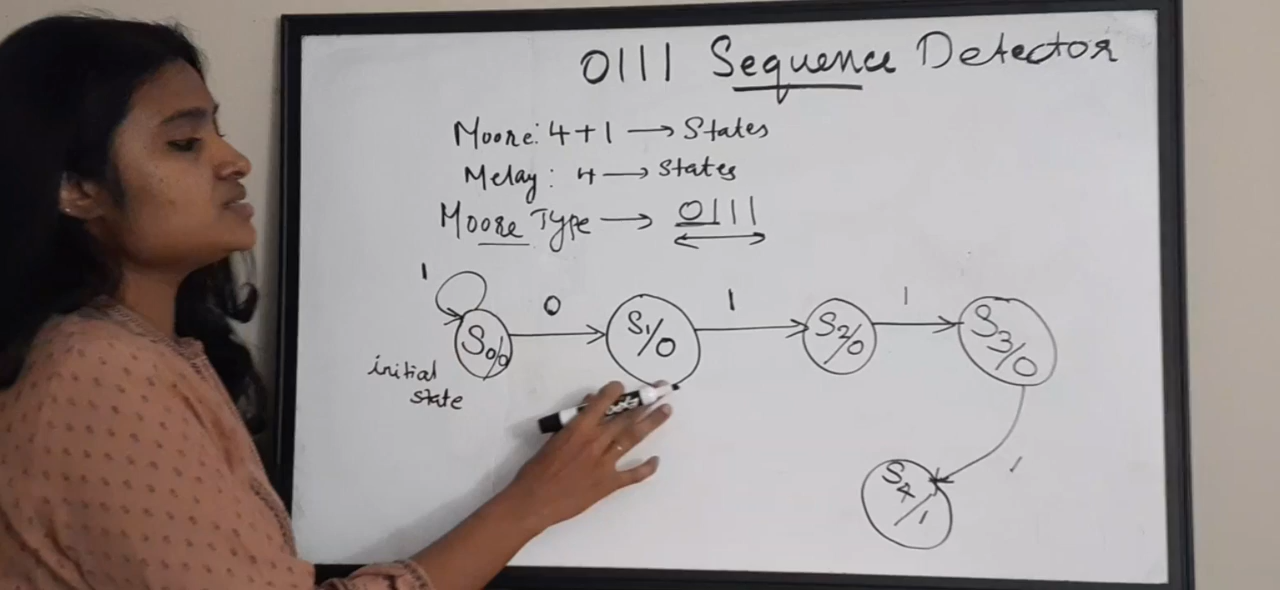 0111 Sequence Detector
Moore: 4+1 → States
Melay: 4 → States
Moore Type → 0111
1
0
1
1
S0/0
S1/0
S2/0
S3/0
initial
state
1
S4/1